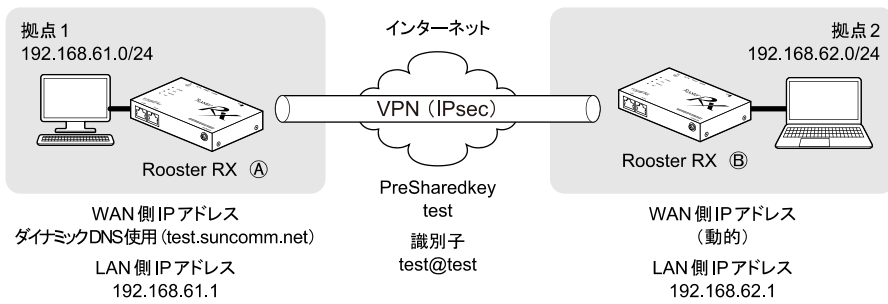 拠点1
192.168.61.0/24
Rooster RX Ⓐ
WAN側IPアドレス
ダイナミックDNS使用(test.suncomm.net)
LAN側IPアドレス
192.168.61.1
インターネット
VPN(IPsec)
PreSharedkey
test
識別子
test@test
拠点2
192.168.62.0/24
Rooster RX Ⓑ
WAN側IPアドレス
(動的)
LAN側IPアドレス
192.168.62.1